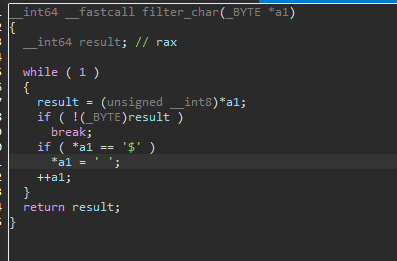 __int64 __fastcall filter_char(_BYTE *a1)
{
  __int64 result; // rax

  while ( 1 )
  {
    result = (unsigned __int8)*a1;
    if ( !(_BYTE)result )
      break;
    if ( *a1 == '$' )
      *a1 = ' ';
    ++a1;
  }
  return result;
}